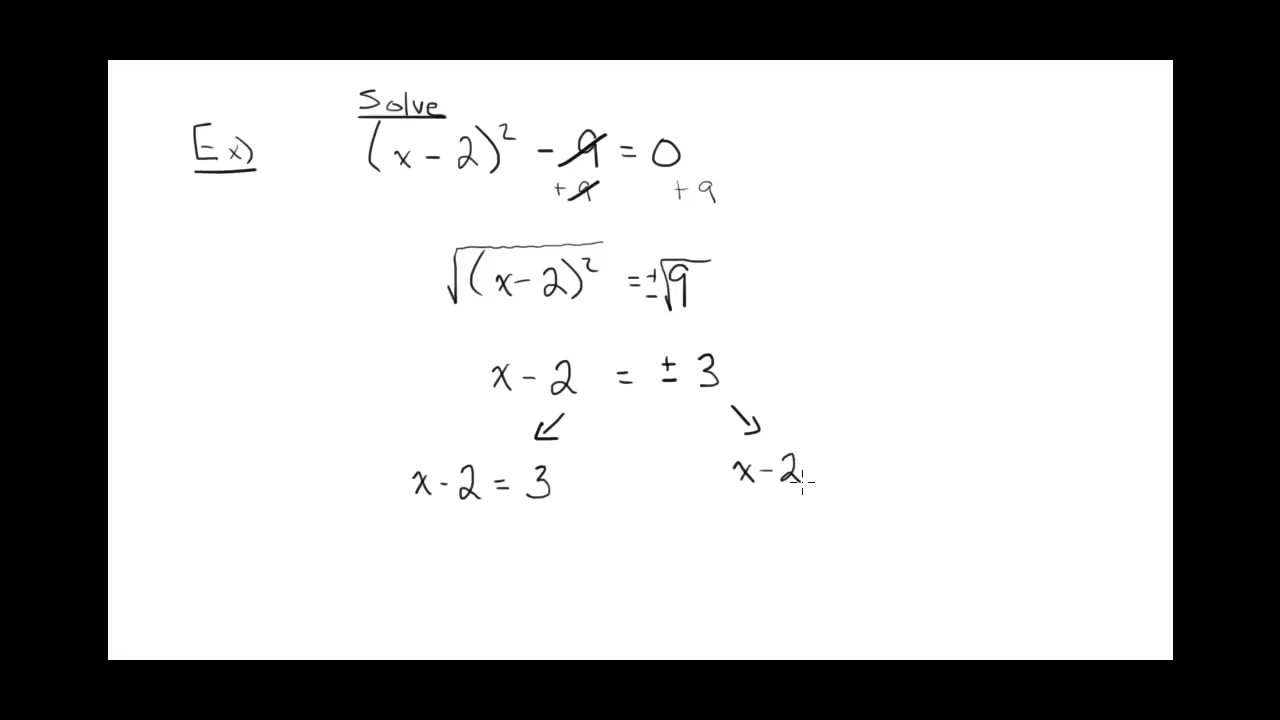 Solve
Ex) (x - 2)² - 9 = 0
+ 9 + 9
√(x - 2)² = ±√9
x - 2 = ± 3
↙ ↘
x - 2 = 3 x - 2